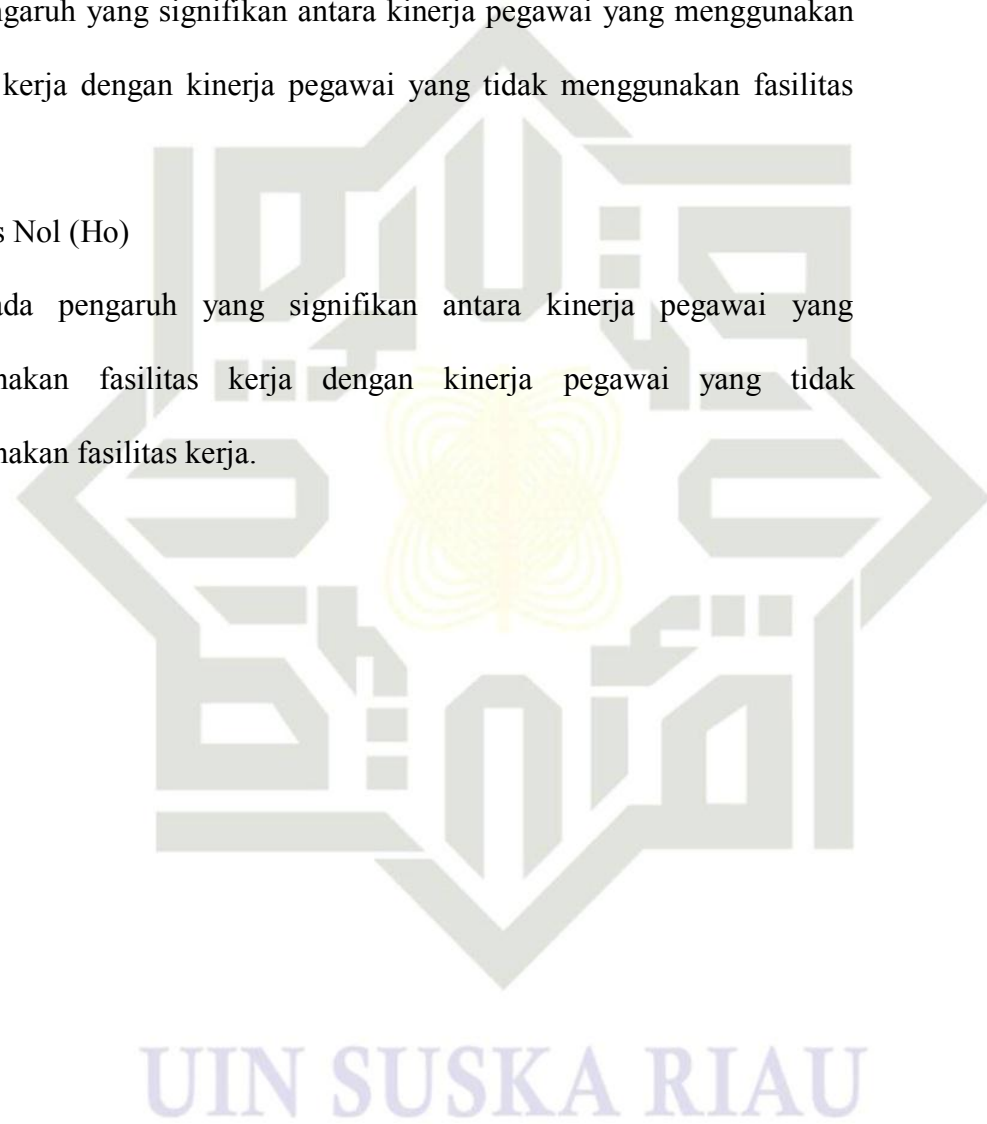 ngaruh yang signifikan antara kinerja pegawai yang menggunakan
kerja dengan kinerja pegawai yang tidak menggunakan fasilitas
s Nol (Ho)
ada pengaruh yang signifikan antara kinerja pegawai yang
nakan fasilitas kerja dengan kinerja pegawai yang tidak
nakan fasilitas kerja.
UIN SUSKA RIAU